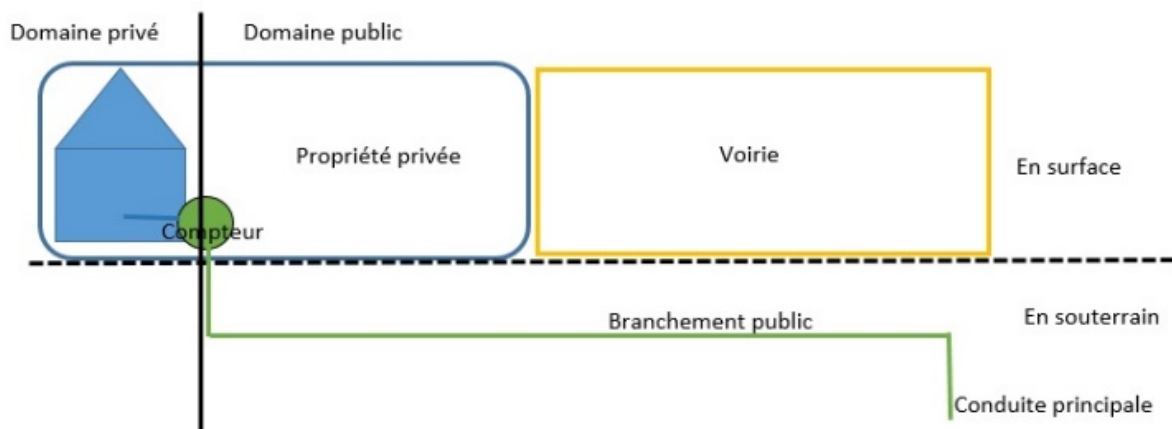 Domaine privé
Domaine public
Propriété privée
Voirie
En surface
Compteur
Branchement public
En souterrain
Conduite principale